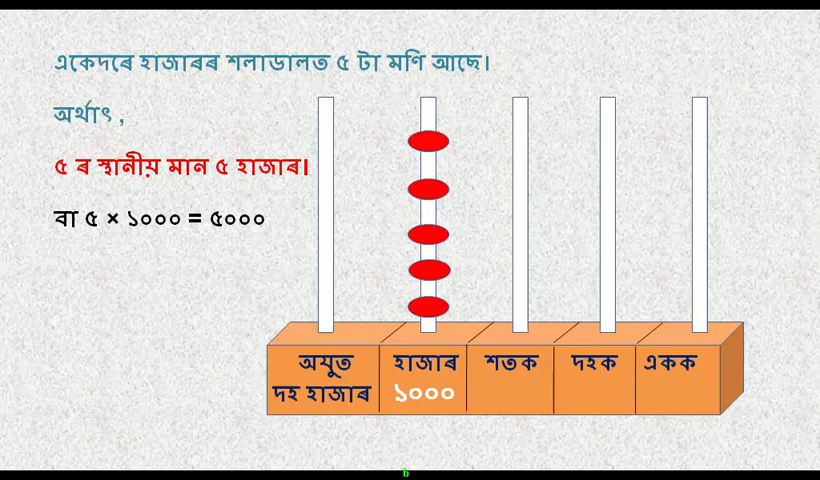 একেদৰে হাজাৰৰ শলাডালত ৫ টা মণি আছে।
অৰ্থাৎ ,
৫ ৰ স্থানীয় মান ৫ হাজাৰ।
বা ৫ × ১০০০ = ৫০০০
অযুত হাজাৰ শতক দহক একক
দহ হাজাৰ ১০০০
b